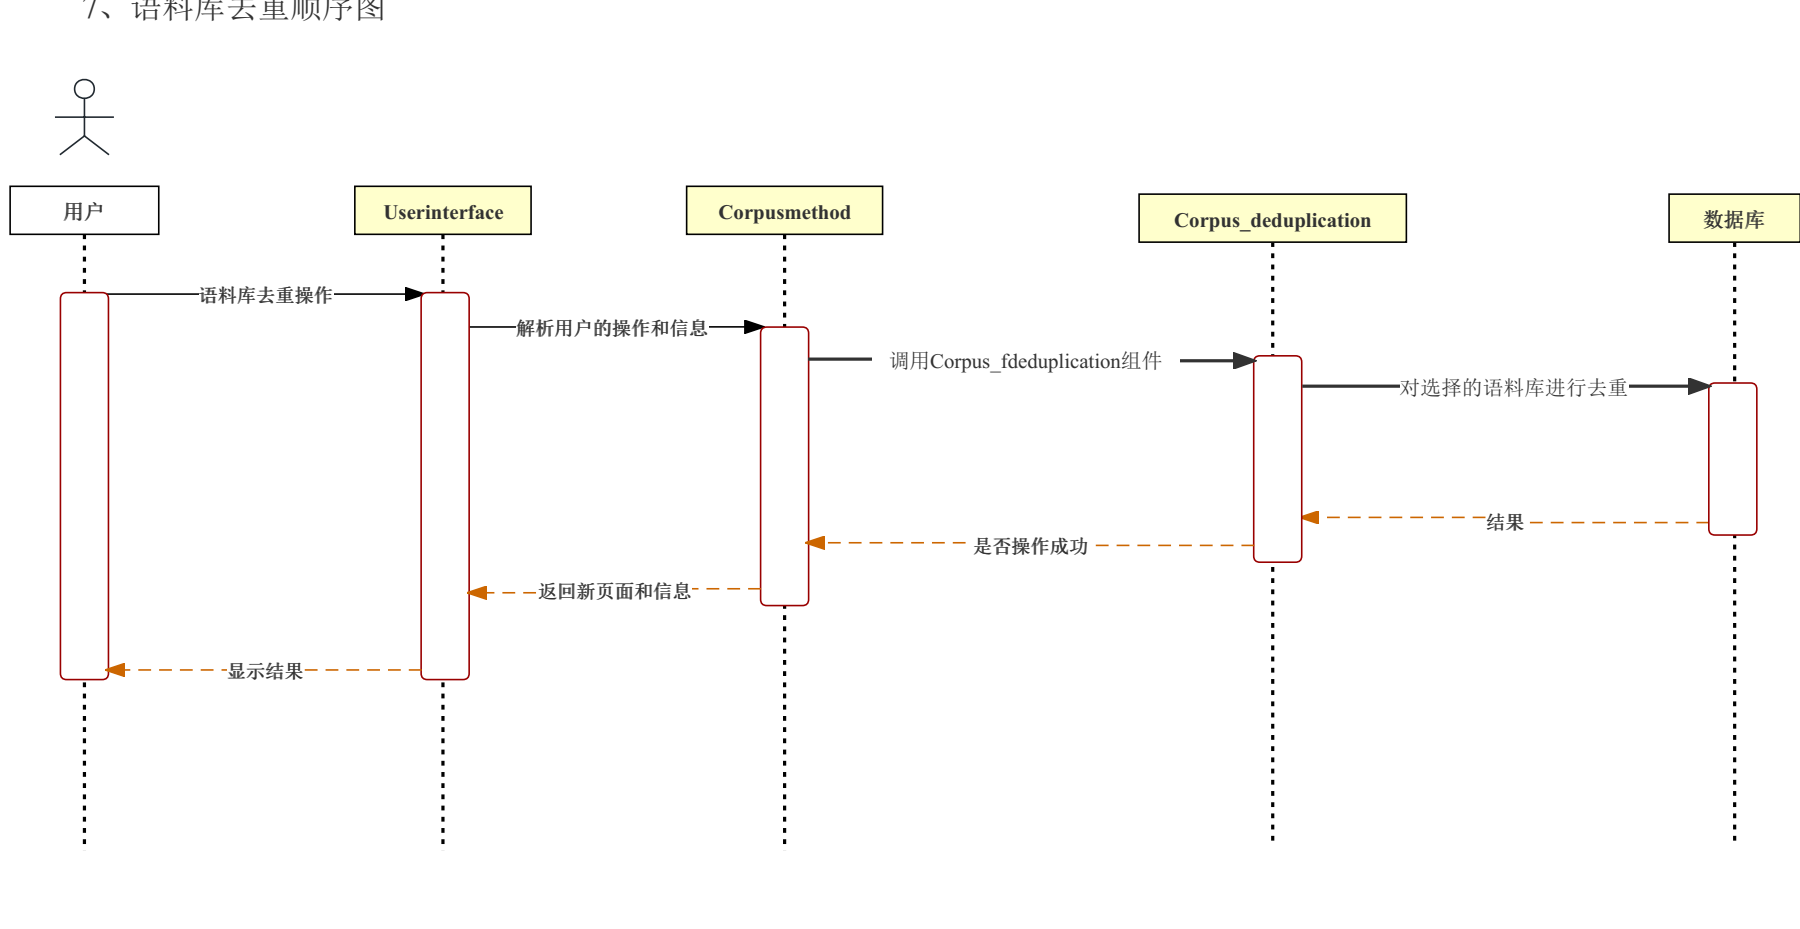 7、语料库去重顺序图
用户
Userinterface
Corpusmethod
Corpus_deduplication
数据库
语料库去重操作
解析用户的操作和信息
调用Corpus_fdeduplication组件
对选择的语料库进行去重
结果
是否操作成功
返回新页面和信息
显示结果